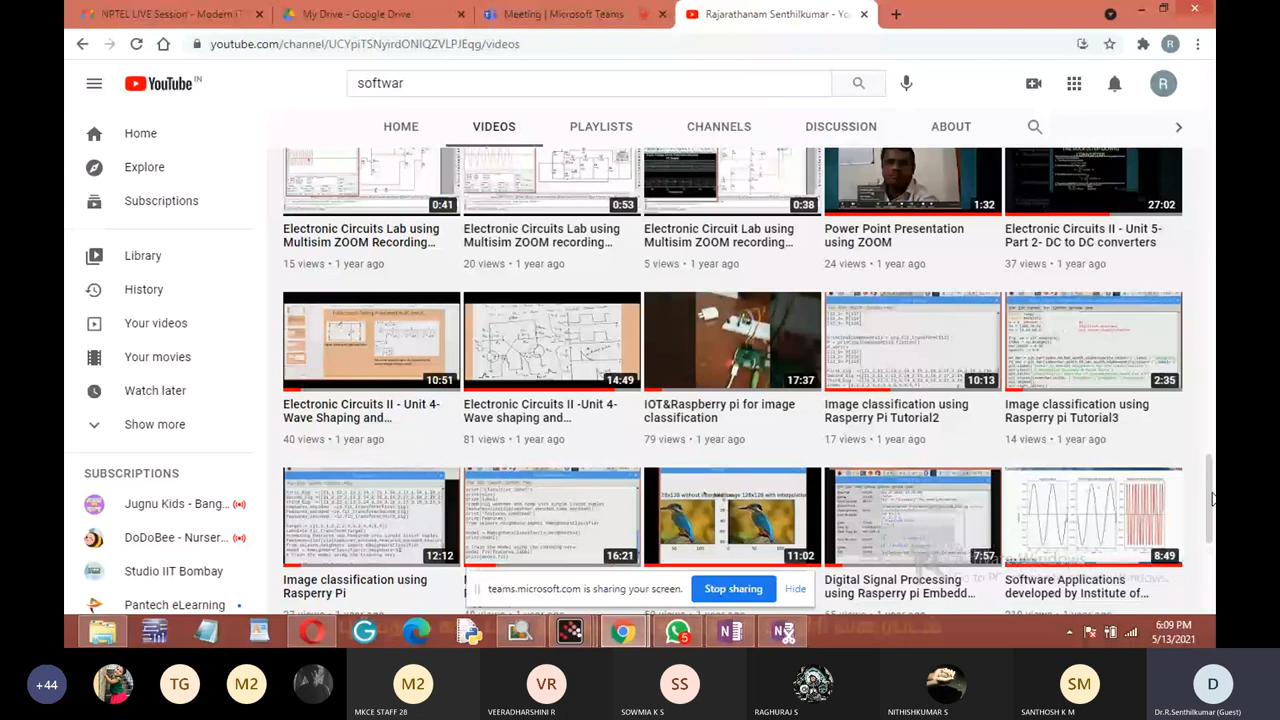 NPTEL LIVE Session - Modern
My Drive - Google Drive
Meeting | Microsoft Teams
Rajarathanam Senthilkumar - Yo
youtube.com/channel/UCYpiTSNyirdONIQZVLPJEqg/videos
R
YouTube IN
softwar
R
HOME VIDEOS PLAYLISTS CHANNELS DISCUSSION ABOUT
Home
Explore
Subscriptions
Library
History
Your videos
Your movies
Watch later
Show more
SUBSCRIPTIONS
Jugnu Kids - Bang...
DoDoBee - Nurser...
Studio IIT Bombay
Pantech eLearning
0:41
Electronic Circuits Lab using
Multisim ZOOM Recording...
15 views • 1 year ago
0:53
Electronic Circuits Lab using
Multisim ZOOM recording...
20 views • 1 year ago
0:38
Electronic Circuit Lab using
Multisim ZOOM recording...
5 views • 1 year ago
1:32
Power Point Presentation
using ZOOM
24 views • 1 year ago
27:02
Electronic Circuits II - Unit 5-
Part 2- DC to DC converters
37 views • 1 year ago
10:51
Electronic Circuits II - Unit 4-
Wave Shaping and...
40 views • 1 year ago
14:49
Electronic Circuits II -Unit 4-
Wave shaping and...
81 views • 1 year ago
17:37
IOT&Raspberry pi for image
classification
79 views • 1 year ago
10:13
Image classification using
Rasperry Pi Tutorial2
17 views • 1 year ago
2:35
Image classification using
Rasperry pi Tutorial3
14 views • 1 year ago
12:12
Image classification using
Rasperry Pi
16:21
11:02
7:57
Digital Signal Processing
using Rasperry pi Embedd...
8:49
Software Applications
developed by Institute of...
teams.microsoft.com is sharing your screen. Stop sharing Hide
5
6:09 PM
5/13/2021
+44
TG
M2
M2
MKCE STAFF 28
VR
VEERADHARSHINI R
SS
SOWMIA K S
RAGHURAJ S
NITHISHKUMAR S
SM
SANTHOSH K M
D
Dr.R.Senthilkumar (Guest)